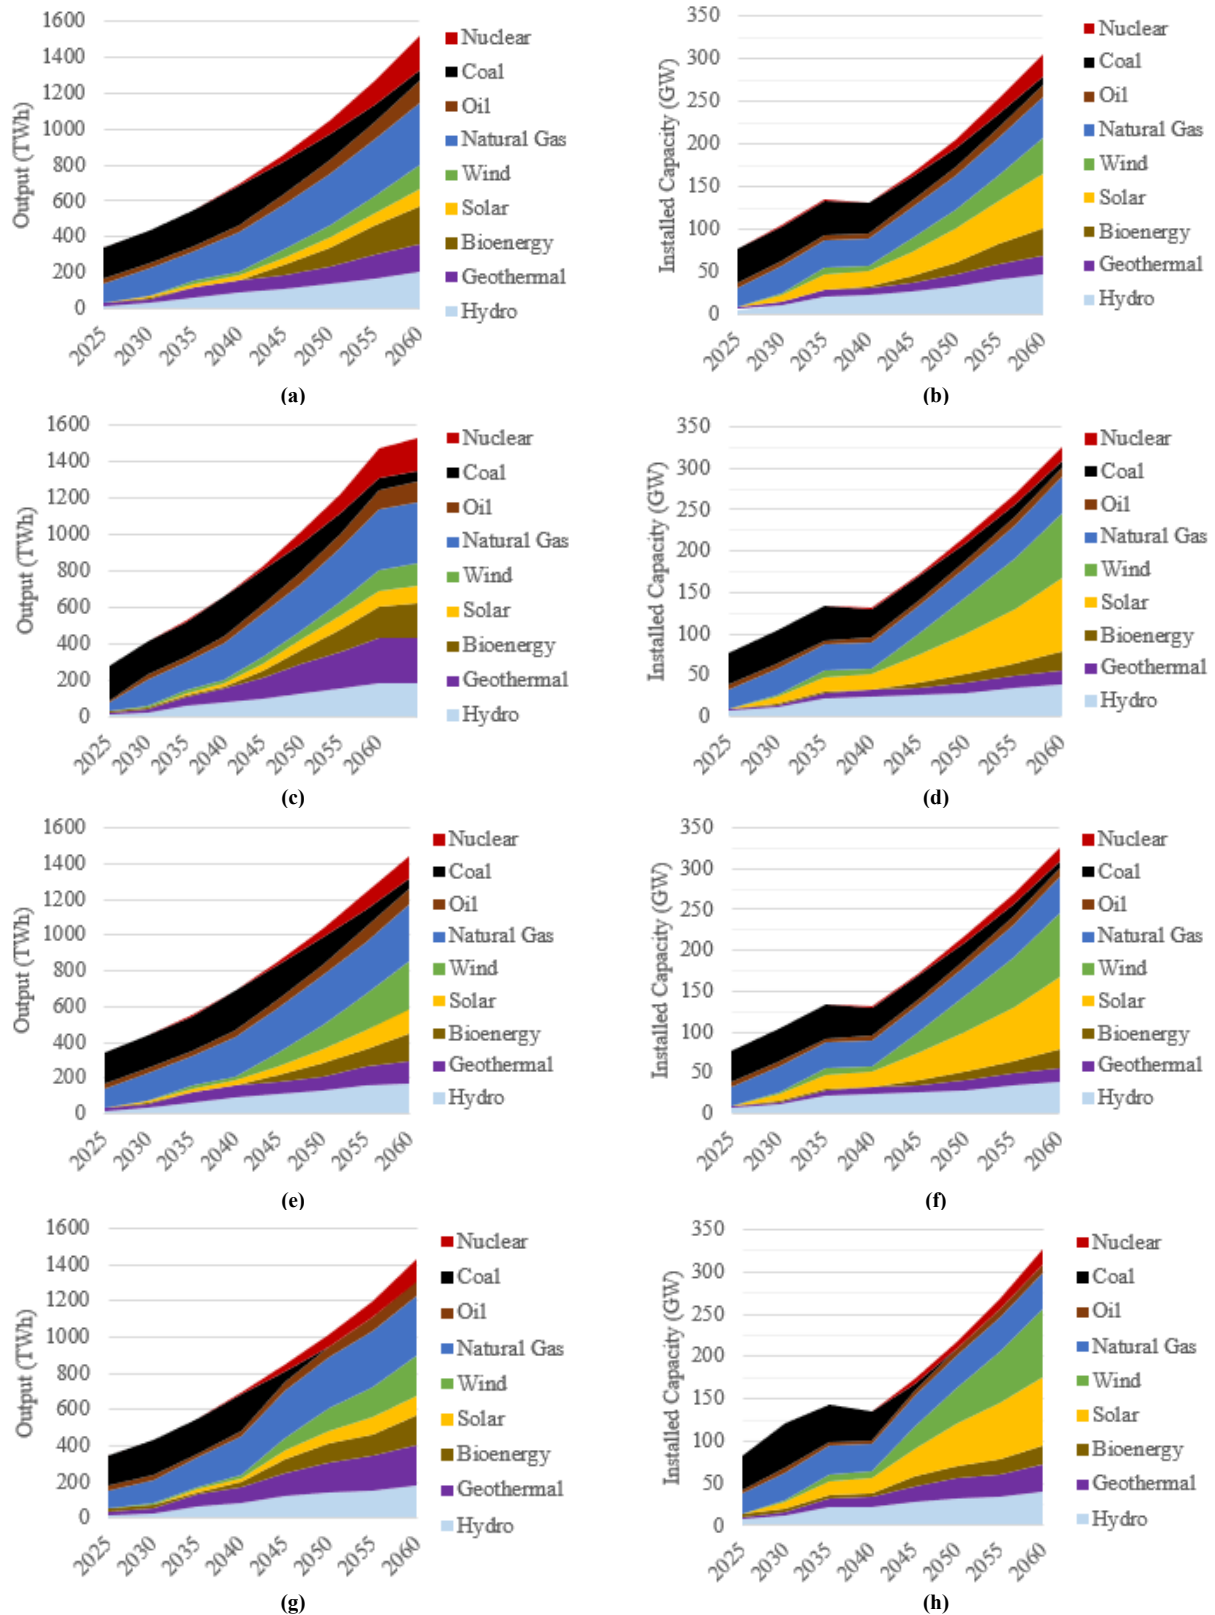 Output (TWh)
1600
1400
1200
1000
800
600
400
200
0
2025 2030 2035 2040 2045 2050 2055 2060
Nuclear
Coal
Oil
Natural Gas
Wind
Solar
Bioenergy
Geothermal
Hydro
(a)
Installed Capacity (GW)
350
300
250
200
150
100
50
0
2025 2030 2035 2040 2045 2050 2055 2060
Nuclear
Coal
Oil
Natural Gas
Wind
Solar
Bioenergy
Geothermal
Hydro
(b)
Output (TWh)
1600
1400
1200
1000
800
600
400
200
0
2025 2030 2035 2040 2045 2050 2055 2060
Nuclear
Coal
Oil
Natural Gas
Wind
Solar
Bioenergy
Geothermal
Hydro
(c)
Installed Capacity (GW)
350
300
250
200
150
100
50
0
2025 2030 2035 2040 2045 2050 2055 2060
Nuclear
Coal
Oil
Natural Gas
Wind
Solar
Bioenergy
Geothermal
Hydro
(d)
Output (TWh)
1600
1400
1200
1000
800
600
400
200
0
2025 2030 2035 2040 2045 2050 2055 2060
Nuclear
Coal
Oil
Natural Gas
Wind
Solar
Bioenergy
Geothermal
Hydro
(e)
Installed Capacity (GW)
350
300
250
200
150
100
50
0
2025 2030 2035 2040 2045 2050 2055 2060
Nuclear
Coal
Oil
Natural Gas
Wind
Solar
Bioenergy
Geothermal
Hydro
(f)
Output (TWh)
1600
1400
1200
1000
800
600
400
200
0
2025 2030 2035 2040 2045 2050 2055 2060
Nuclear
Coal
Oil
Natural Gas
Wind
Solar
Bioenergy
Geothermal
Hydro
(g)
Installed Capacity (GW)
350
300
250
200
150
100
50
0
2025 2030 2035 2040 2045 2050 2055 2060
Nuclear
Coal
Oil
Natural Gas
Wind
Solar
Bioenergy
Geothermal
Hydro
(h)